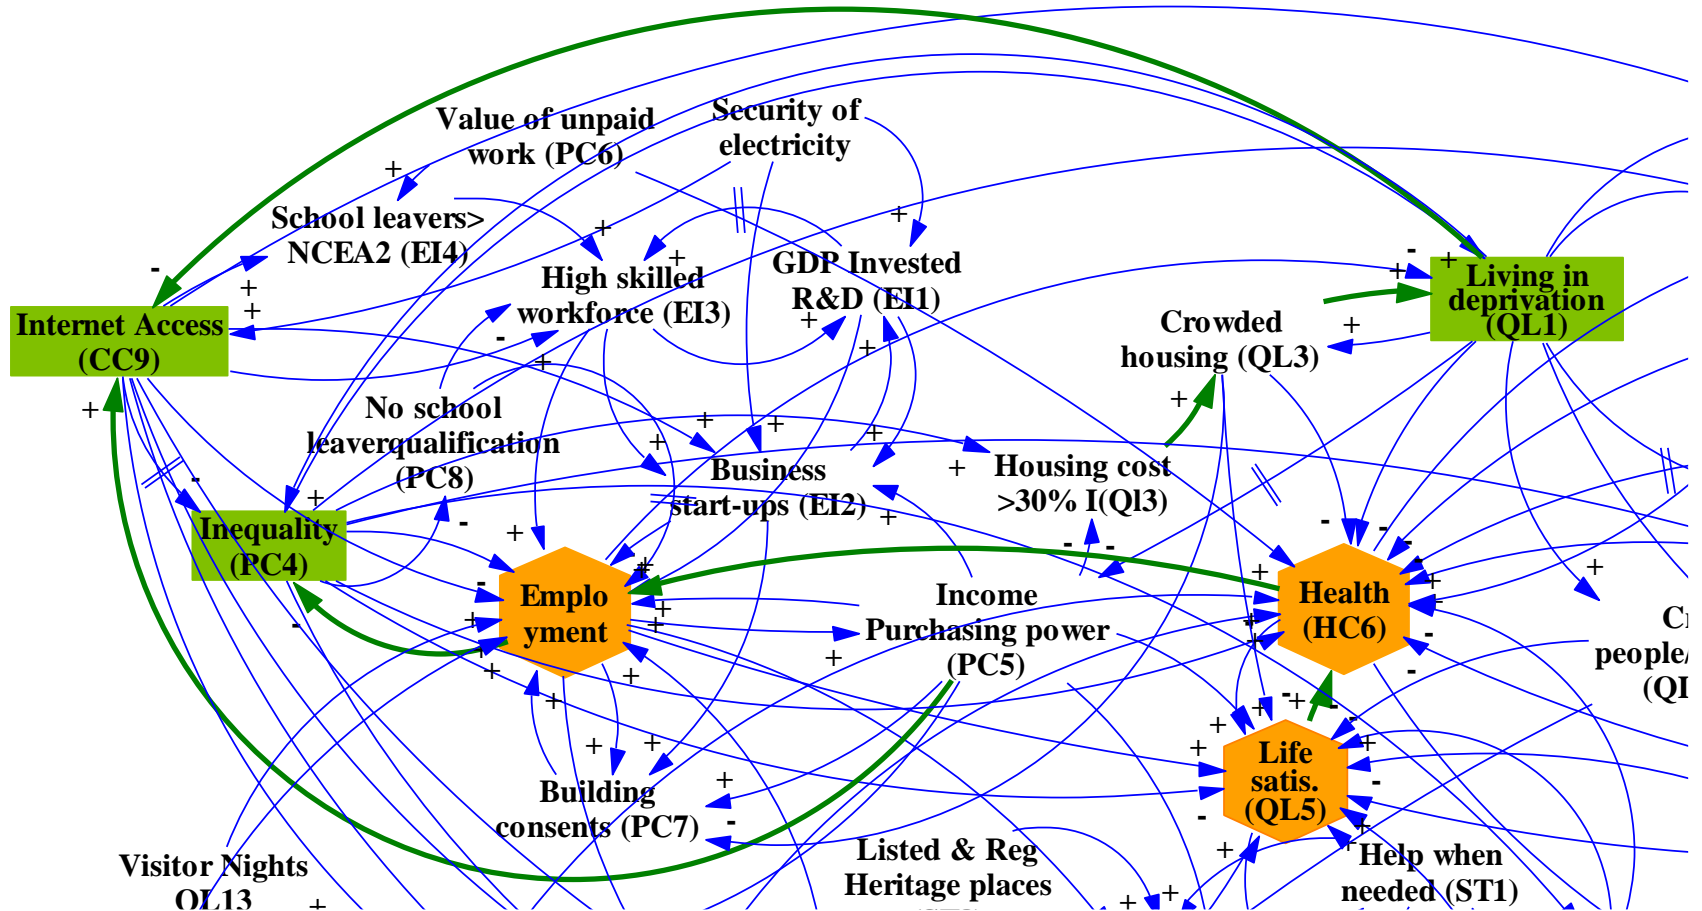 Value of unpaid
work (PC6)
Security of
electricity
School leavers>
NCEA2 (EI4)
High skilled
workforce (EI3)
GDP Invested
R&D (EI1)
Living in
deprivation
(QL1)
Internet Access
(CC9)
Crowded
housing (QL3)
No school
leaverqualification
(PC8)
Business
start-ups (EI2)
Housing cost
>30% I(QI3)
Inequality
(PC4)
Emplo
yment
Income
Purchasing power
(PC5)
Health
(HC6)
people/
Life
satis.
(QL5)
Building
consents (PC7)
Visitor Nights
QL13
Listed & Reg
Heritage places
Help when
needed (ST1)